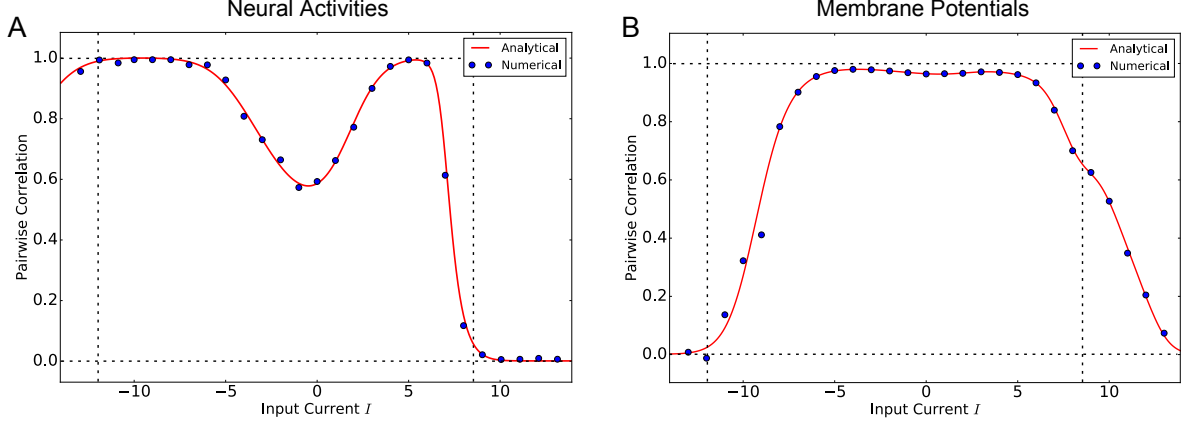 Neural Activities
A
Analytical
Numerical
1.0
0.8
0.6
0.4
0.2
0.0
Pairwise Correlation
−10
−5
0
5
10
Input Current I
Membrane Potentials
B
Analytical
Numerical
1.0
0.8
0.6
0.4
0.2
0.0
Pairwise Correlation
−10
−5
0
5
10
Input Current I